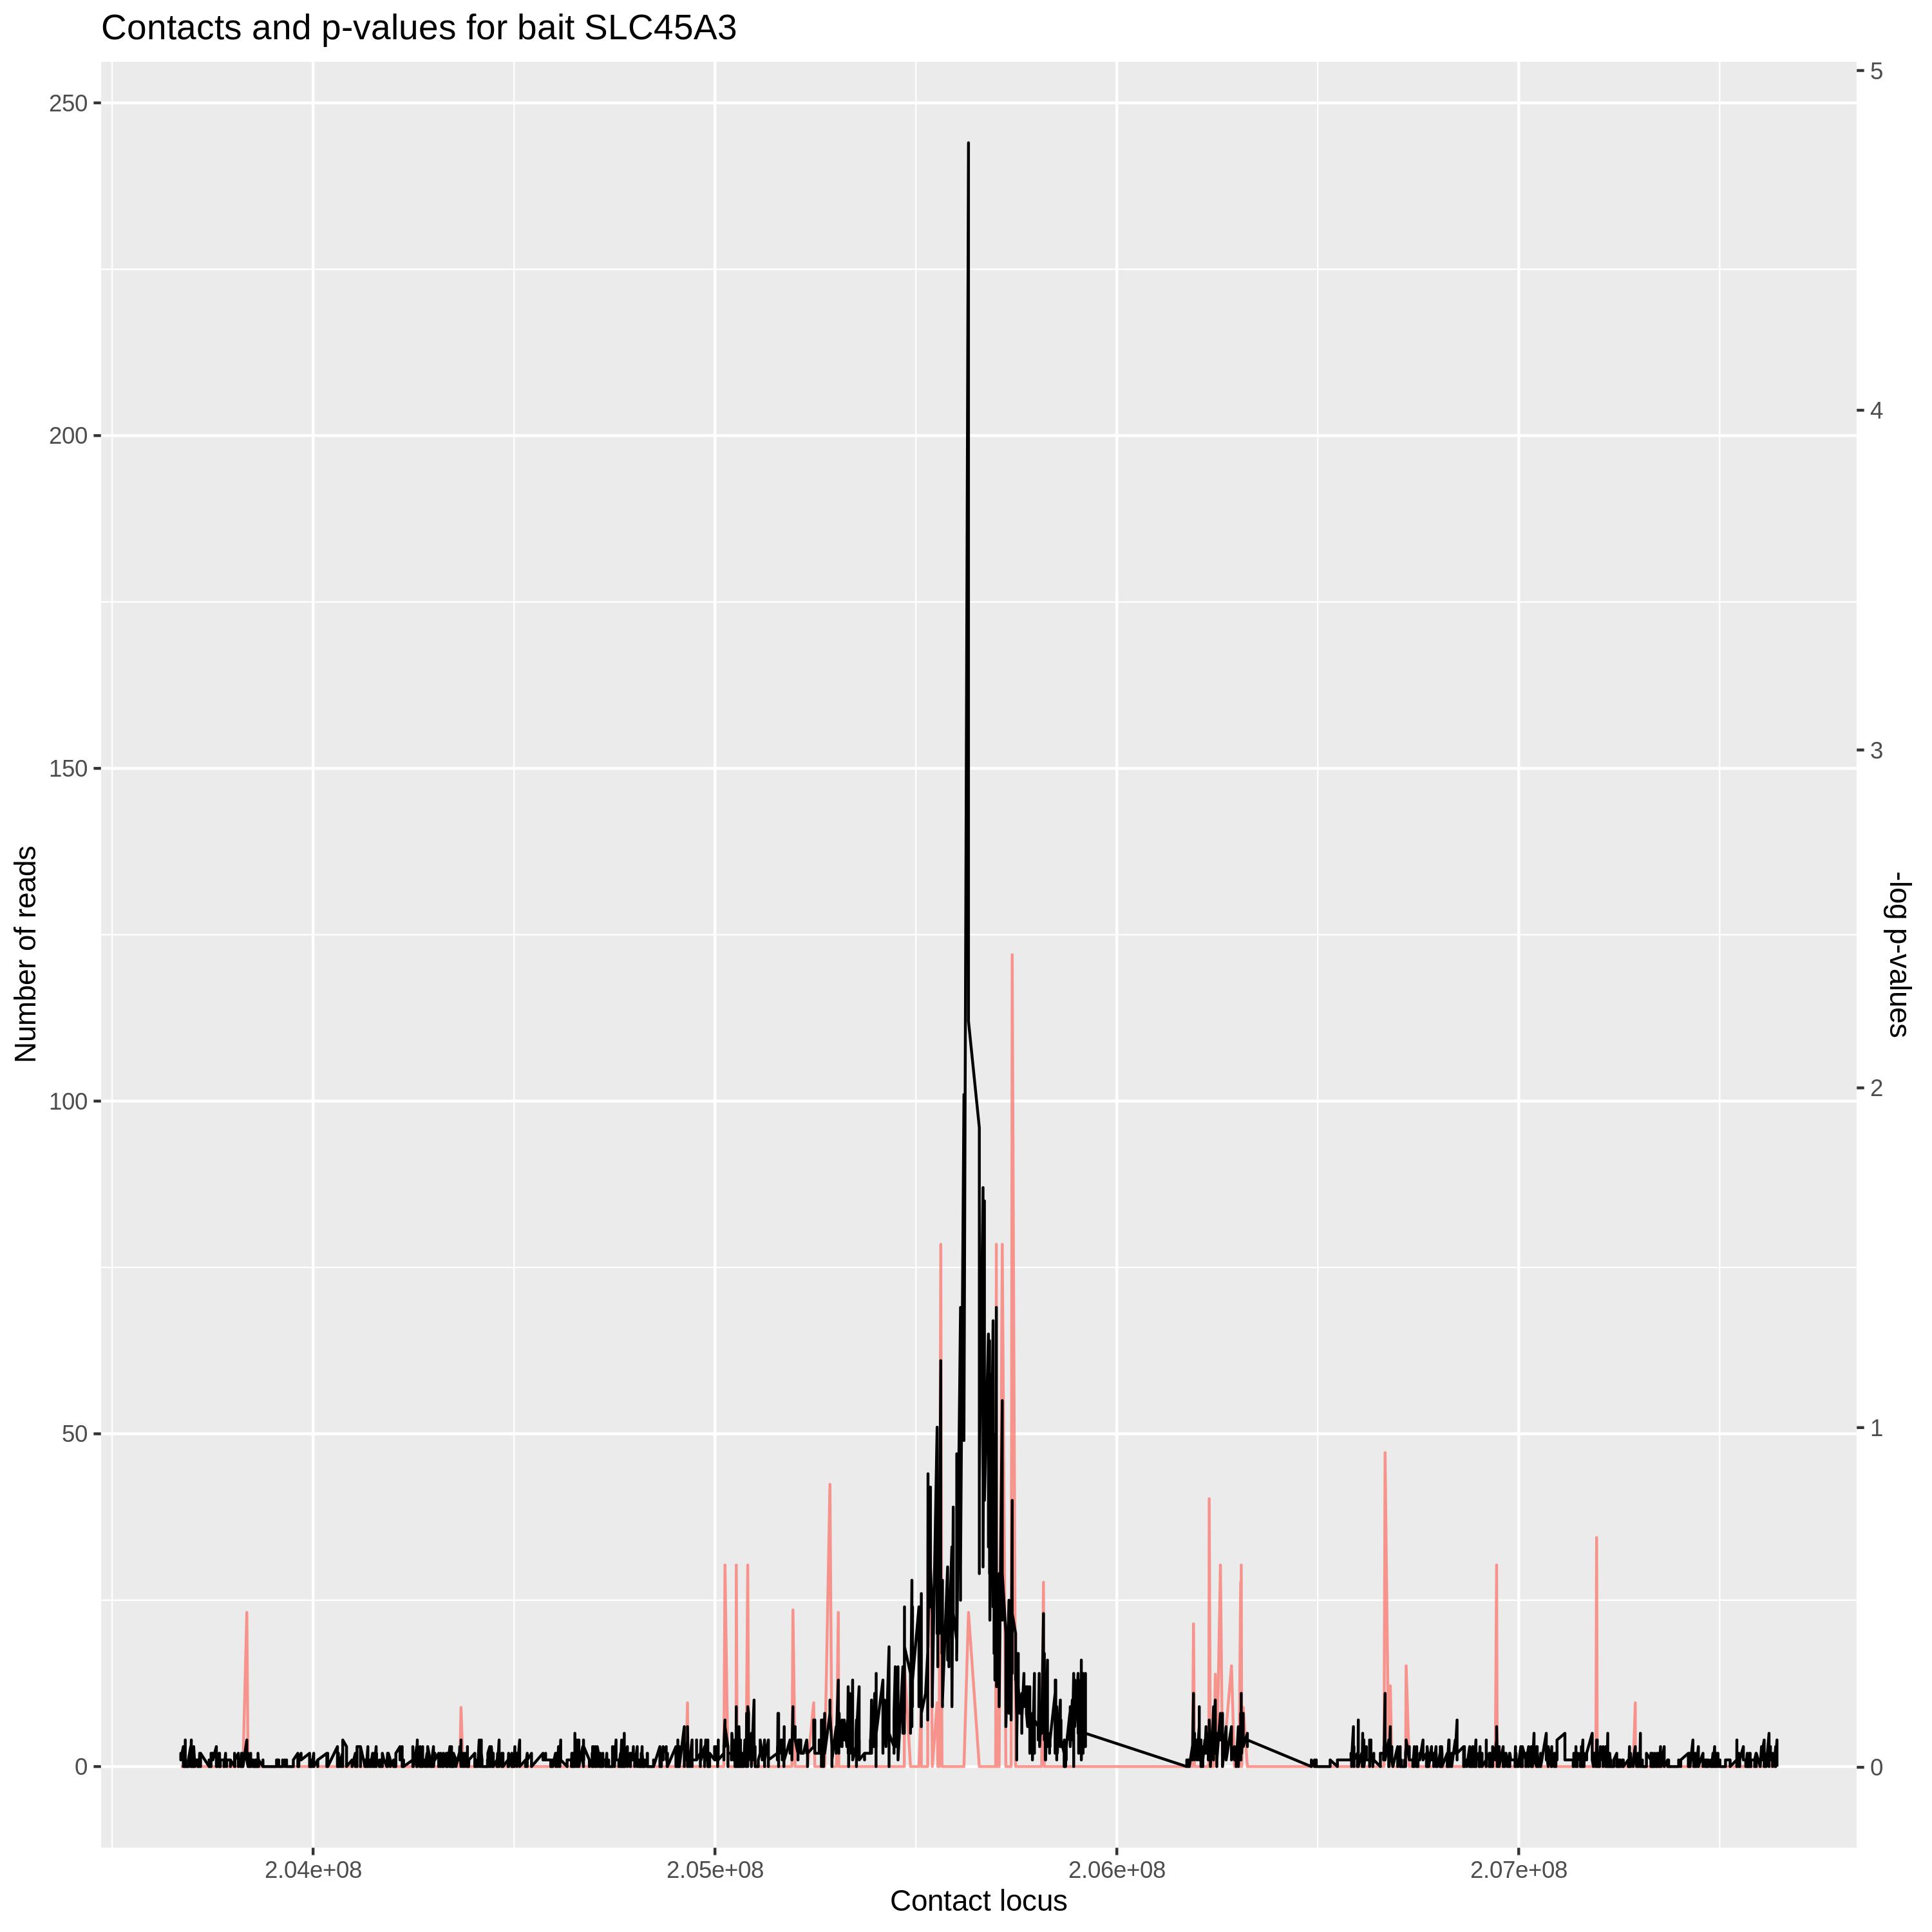 Contacts and p-values for bait SLC45A3
250
200
150
100
50
0
Number of reads
5
4
3
2
1
0
-log p-values
2.04e+08
2.05e+08
2.06e+08
2.07e+08
Contact locus